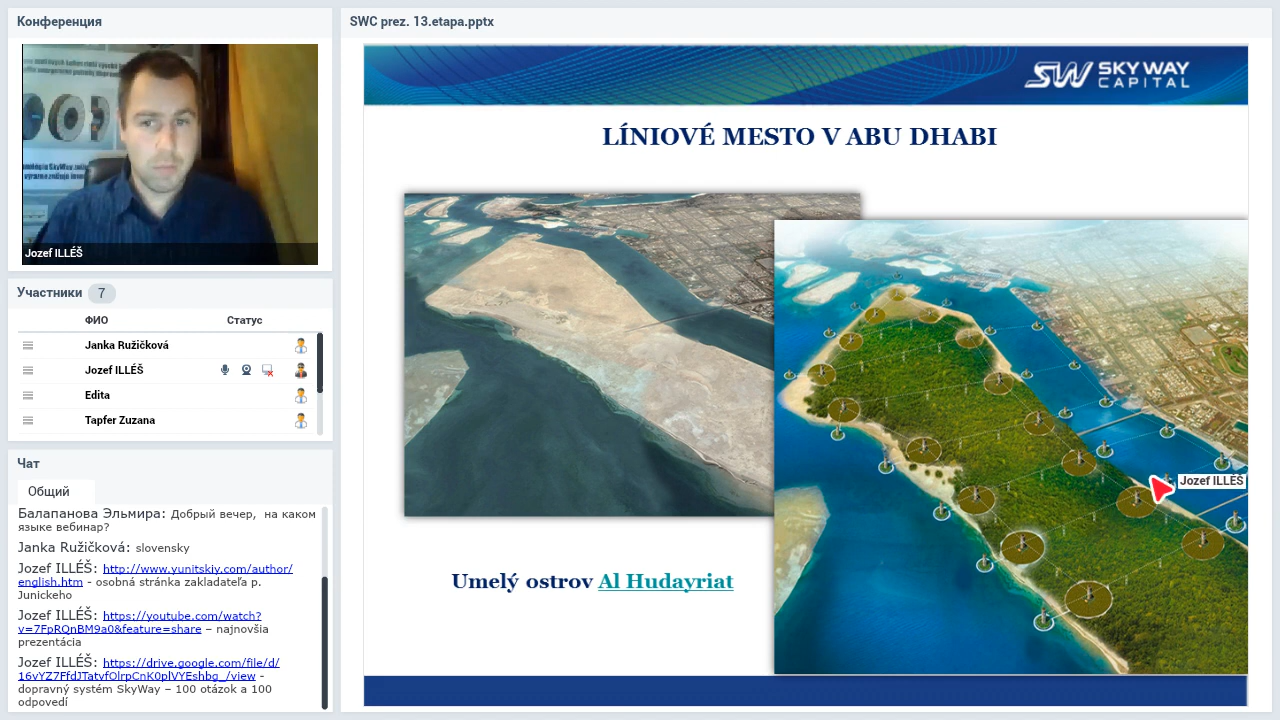 Конференция
Jozef ILLÉŠ
Участники 7
ФИО Статус
Janka Ružičková
Jozef ILLÉŠ
Edita
Tapfer Zuzana
Чат
Общий
Балапанова Эльмира: Добрый вечер, на каком
языке вебинар?
Janka Ružičková: slovensky
Jozef ILLÉŠ: http://www.yunitskiy.com/author/
english.htm - osobná stránka zakladateľa p.
Junickeho
Jozef ILLÉŠ: https://youtube.com/watch?
v=7FpRQnBM9a0&feature=share – najnovšia
prezentácia
Jozef ILLÉŠ: https://drive.google.com/file/d/
16vYZ7FfdJTatvfOlrpCnK0plVYEshbg_/view -
dopravný systém SkyWay – 100 otázok a 100
odpovedí
SWC prez. 13.etapa.pptx
SW SKY WAY
CAPITAL
LÍNIOVÉ MESTO V ABU DHABI
Jozef ILLÉŠ
Umelý ostrov Al Hudayriat